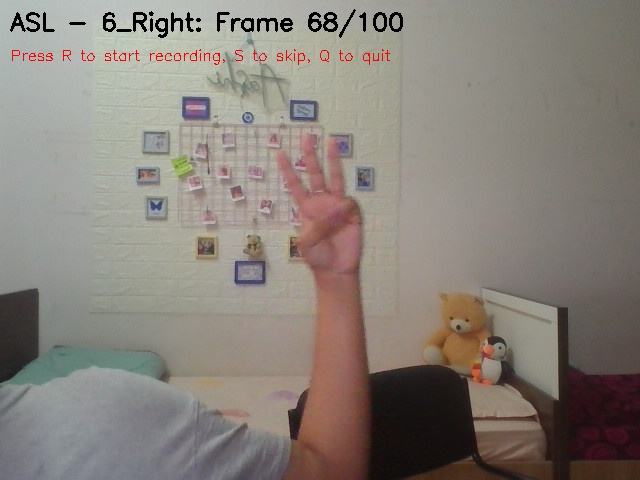 ASL - 6_Right: Frame 68/100
Press R to start recording, S to skip, Q to quit